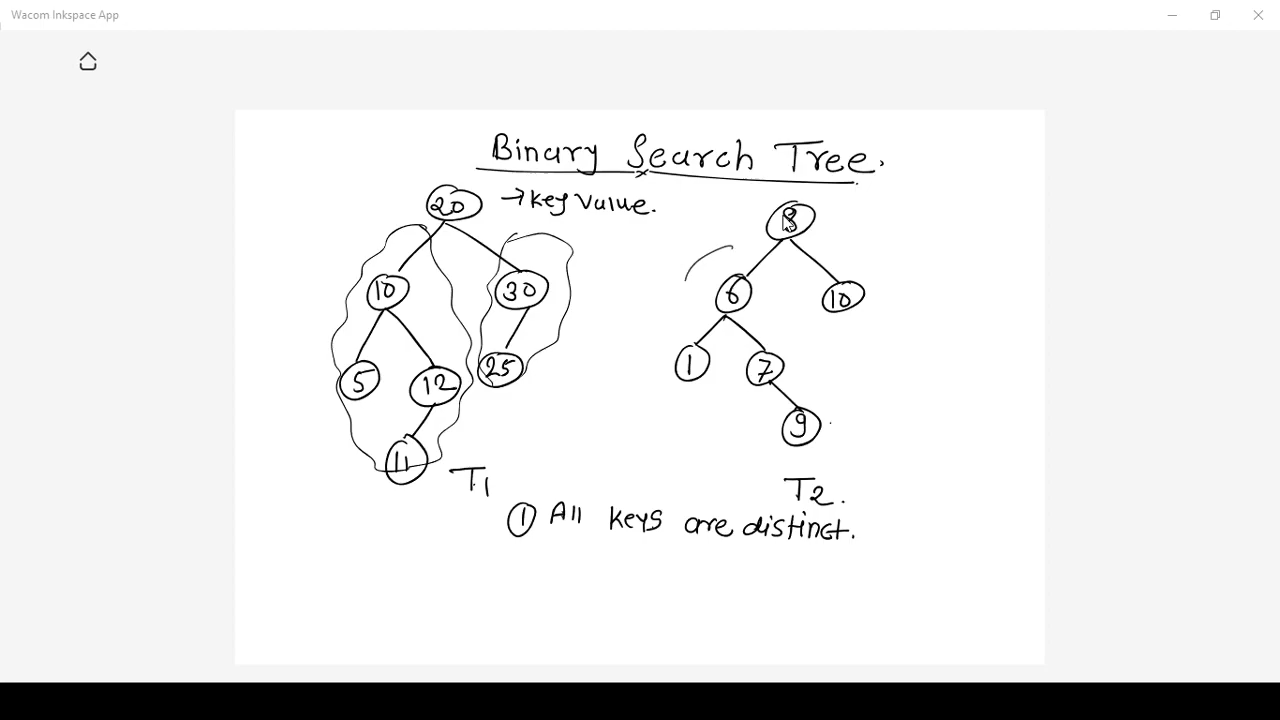 Wacom Inkspace App
Binary Search Tree.
20 → Key Value.
8
10 30
6 10
5 12 25
1 7
11
9
T1
T2.
① All keys are distinct.